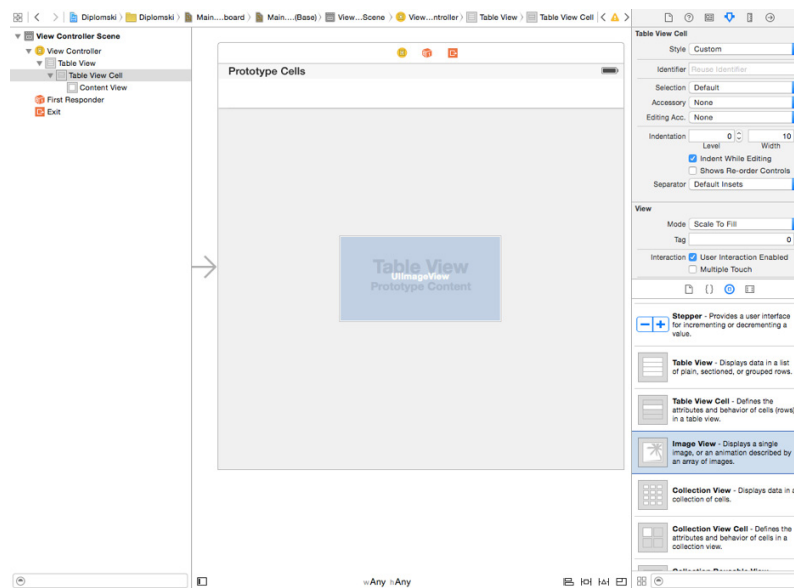 Diplomski
Diplomski
Main....board
Main....(Base)
View...Scene
View...ntroller
Table View
Table View Cell
View Controller Scene
View Controller
Table View
Table View Cell
Content View
First Responder
Exit
Prototype Cells
Table View
UIImageView
Prototype Content
wAny hAny
Table View Cell
Style Custom
Identifier Reuse Identifier
Selection Default
Accessory None
Editing Acc. None
Indentation 0 10
Level Width
Indent While Editing
Shows Re-order Controls
Separator Default Insets
View
Mode Scale To Fill
Tag 0
Interaction User Interaction Enabled
Multiple Touch
Stepper - Provides a user interface
for incrementing or decrementing a
value.
Table View - Displays data in a list
of plain, sectioned, or grouped rows.
Table View Cell - Defines the
attributes and behavior of cells (rows)
in a table view.
Image View - Displays a single
image, or an animation described by
an array of images.
Collection View - Displays data in a
collection of cells.
Collection View Cell - Defines the
attributes and behavior of cells in a
collection view.
Collection Reusable View